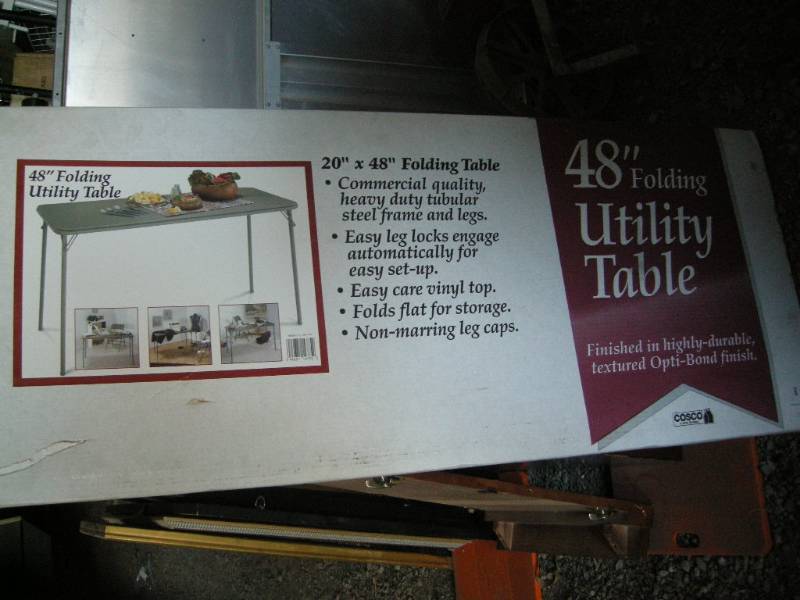 48" Folding
Utility Table
20" x 48" Folding Table
• Commercial quality,
heavy duty tubular
steel frame and legs.
• Easy leg locks engage
automatically for
easy set-up.
• Easy care vinyl top.
• Folds flat for storage.
• Non-marring leg caps.
48" Folding
Utility
Table
Finished in highly-durable,
textured Opti-Bond finish.
COSCO